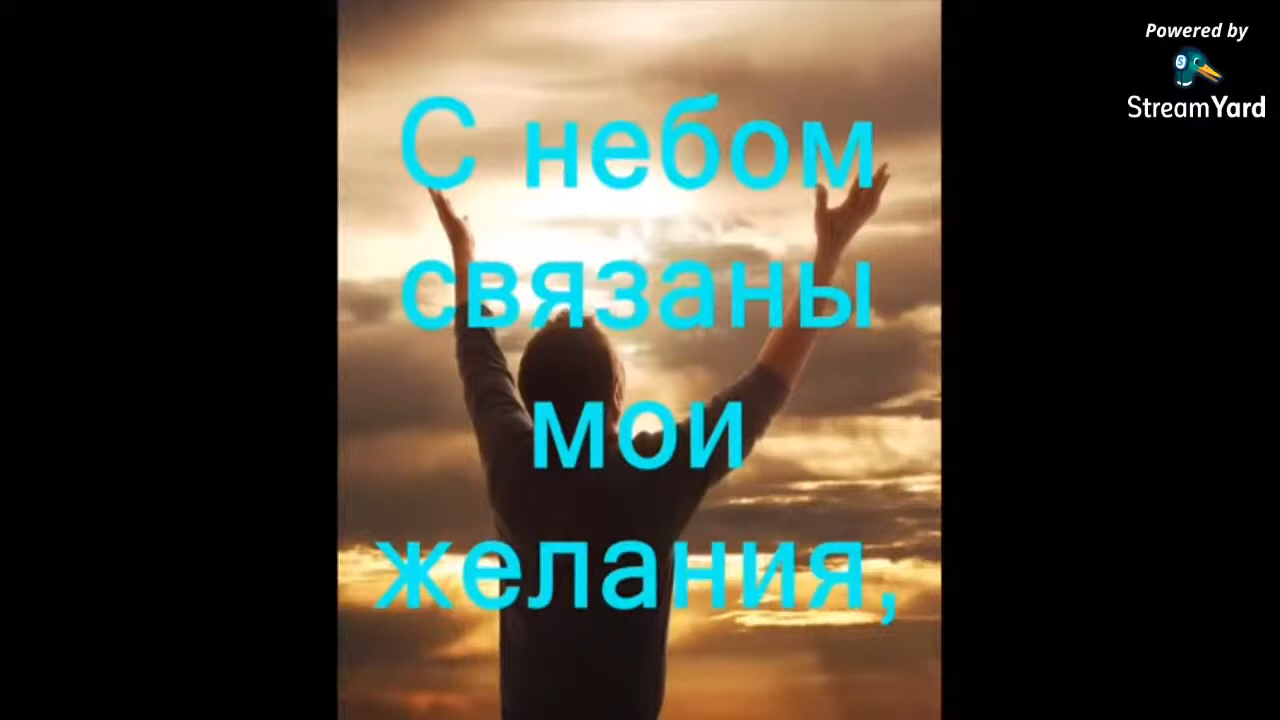 Powered by
StreamYard
С небом
связаны
мои
желания,